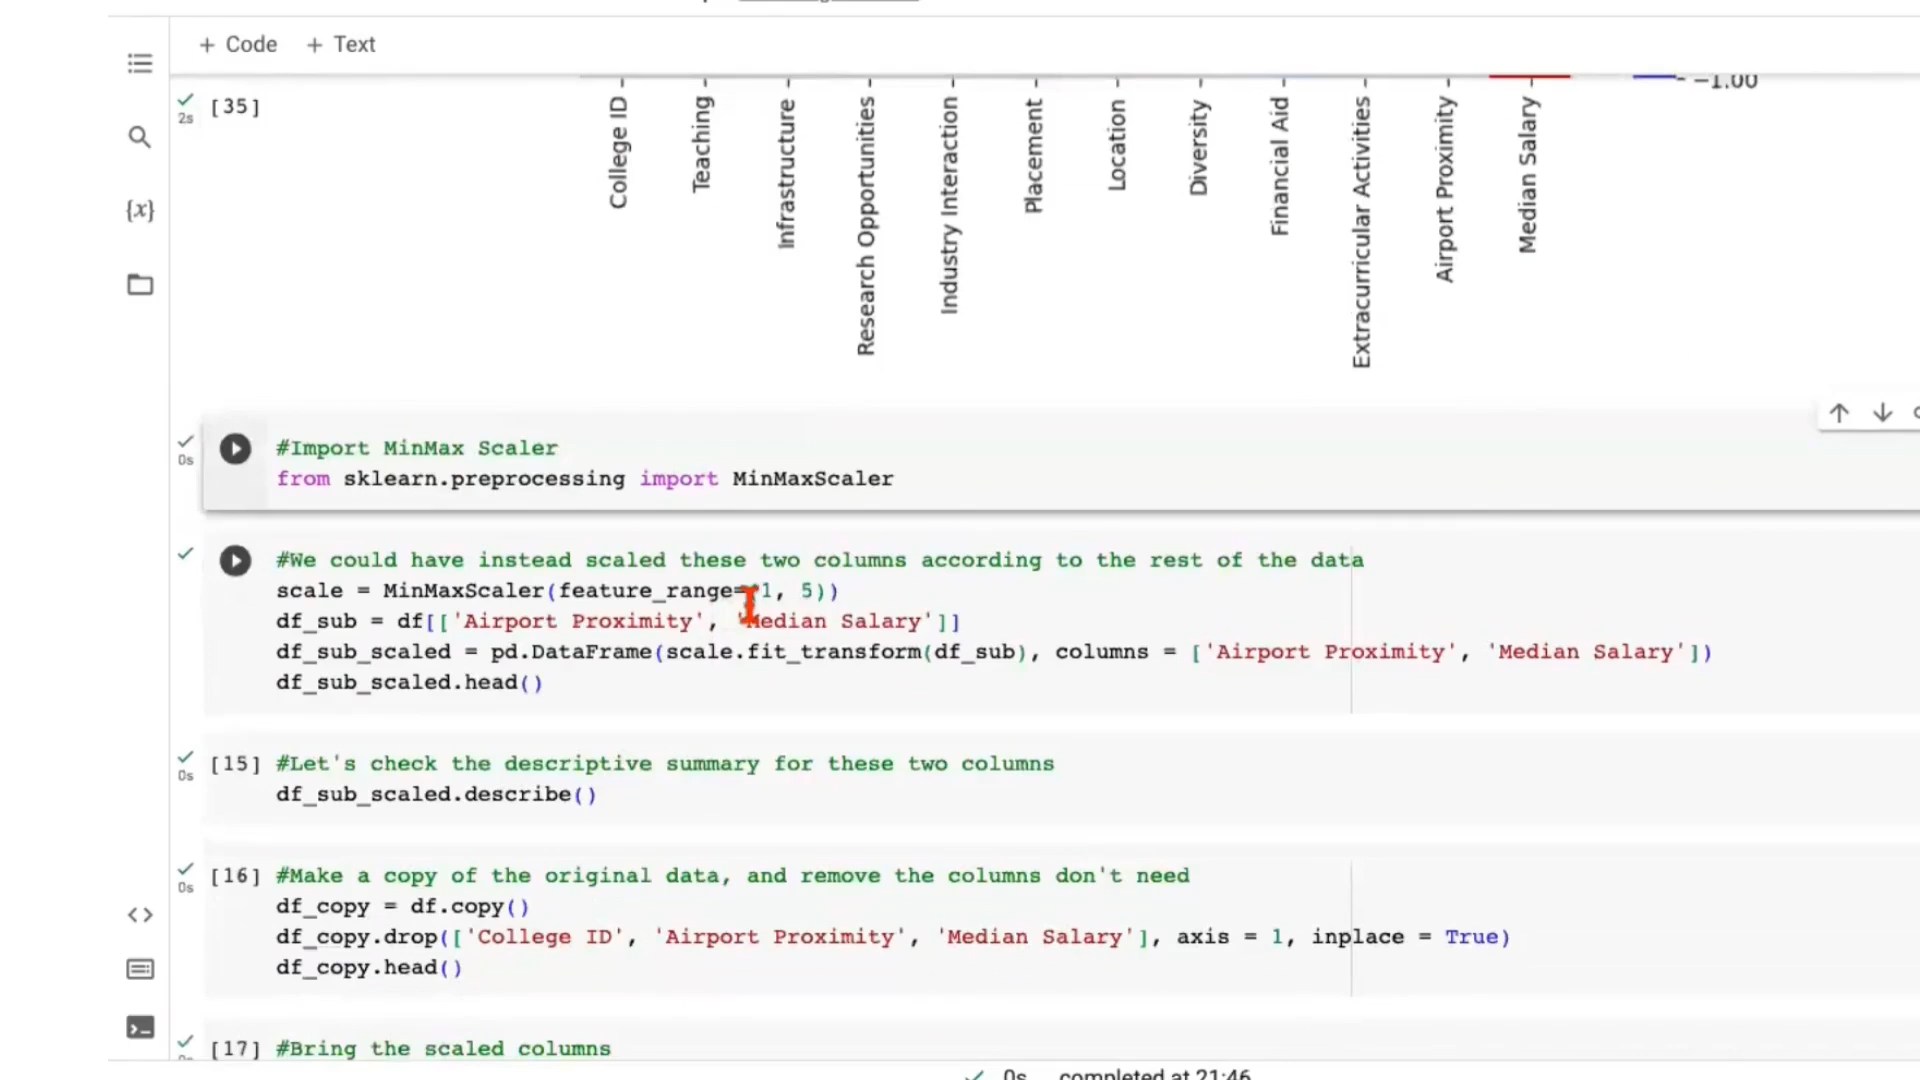 + Code + Text
−1.00
2s
[35]
College ID
Teaching
Infrastructure
Research Opportunities
Industry Interaction
Placement
Location
Diversity
Financial Aid
Extracurricular Activities
Airport Proximity
Median Salary
{x}
0s
#Import MinMax Scaler
from sklearn.preprocessing import MinMaxScaler
#We could have instead scaled these two columns according to the rest of the data
scale = MinMaxScaler(feature_range=(1, 5))
df_sub = df[['Airport Proximity', 'Median Salary']]
df_sub_scaled = pd.DataFrame(scale.fit_transform(df_sub), columns = ['Airport Proximity', 'Median Salary'])
df_sub_scaled.head()
0s
[15] #Let's check the descriptive summary for these two columns
df_sub_scaled.describe()
0s
[16] #Make a copy of the original data, and remove the columns don't need
df_copy = df.copy()
df_copy.drop(['College ID', 'Airport Proximity', 'Median Salary'], axis = 1, inplace = True)
df_copy.head()
[17] #Bring the scaled columns
0s completed at 21:46